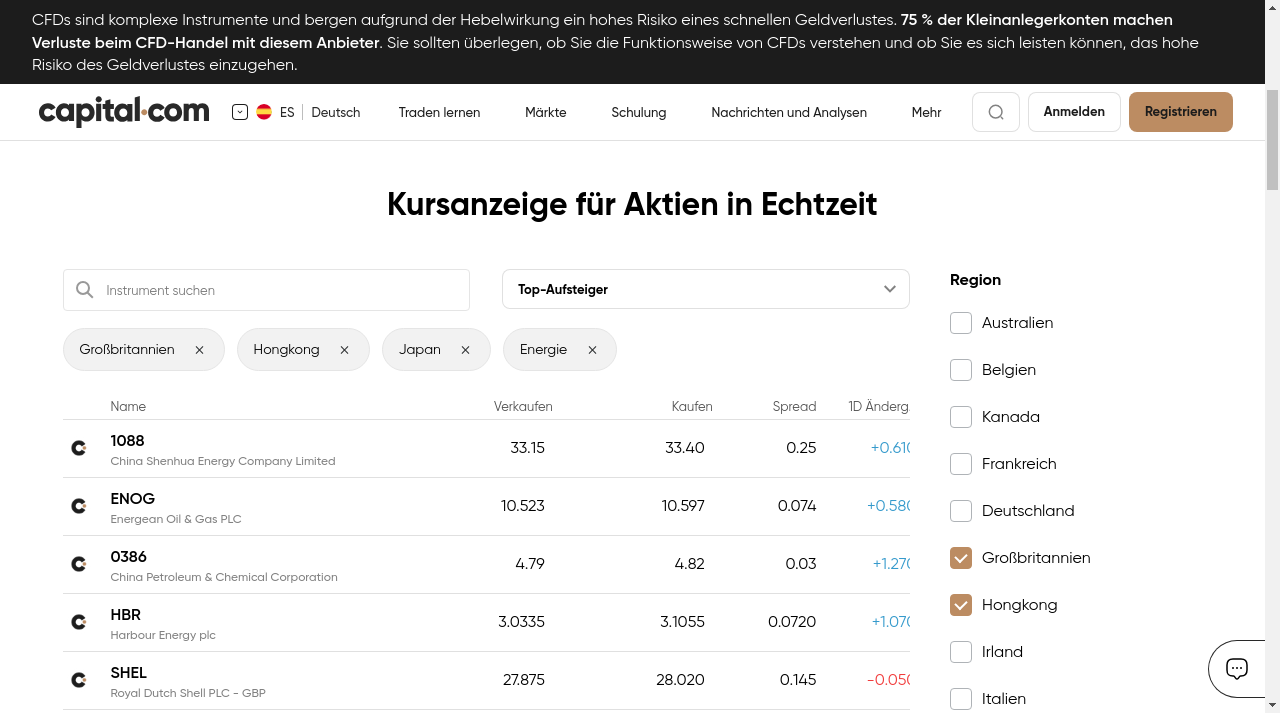 CFDs sind komplexe Instrumente und bergen aufgrund der Hebelwirkung ein hohes Risiko eines schnellen Geldverlustes. 75 % der Kleinanlegerkonten machen
Verluste beim CFD-Handel mit diesem Anbieter. Sie sollten überlegen, ob Sie die Funktionsweise von CFDs verstehen und ob Sie es sich leisten können, das hohe
Risiko des Geldverlustes einzugehen.
capital.com ES Deutsch Traden lernen Märkte Schulung Nachrichten und Analysen Mehr Anmelden Registrieren
Kursanzeige für Aktien in Echtzeit
Instrument suchen
Top-Aufsteiger
Großbritannien Hongkong Japan Energie
Name Verkaufen Kaufen Spread 1D Änderg.
1088 33.15 33.40 0.25 +0.610
China Shenhua Energy Company Limited
ENOG 10.523 10.597 0.074 +0.580
Energean Oil & Gas PLC
0386 4.79 4.82 0.03 +1.270
China Petroleum & Chemical Corporation
HBR 3.0335 3.1055 0.0720 +1.070
Harbour Energy plc
SHEL 27.875 28.020 0.145 -0.050
Royal Dutch Shell PLC - GBP
Region
Australien
Belgien
Kanada
Frankreich
Deutschland
Großbritannien
Hongkong
Irland
Italien